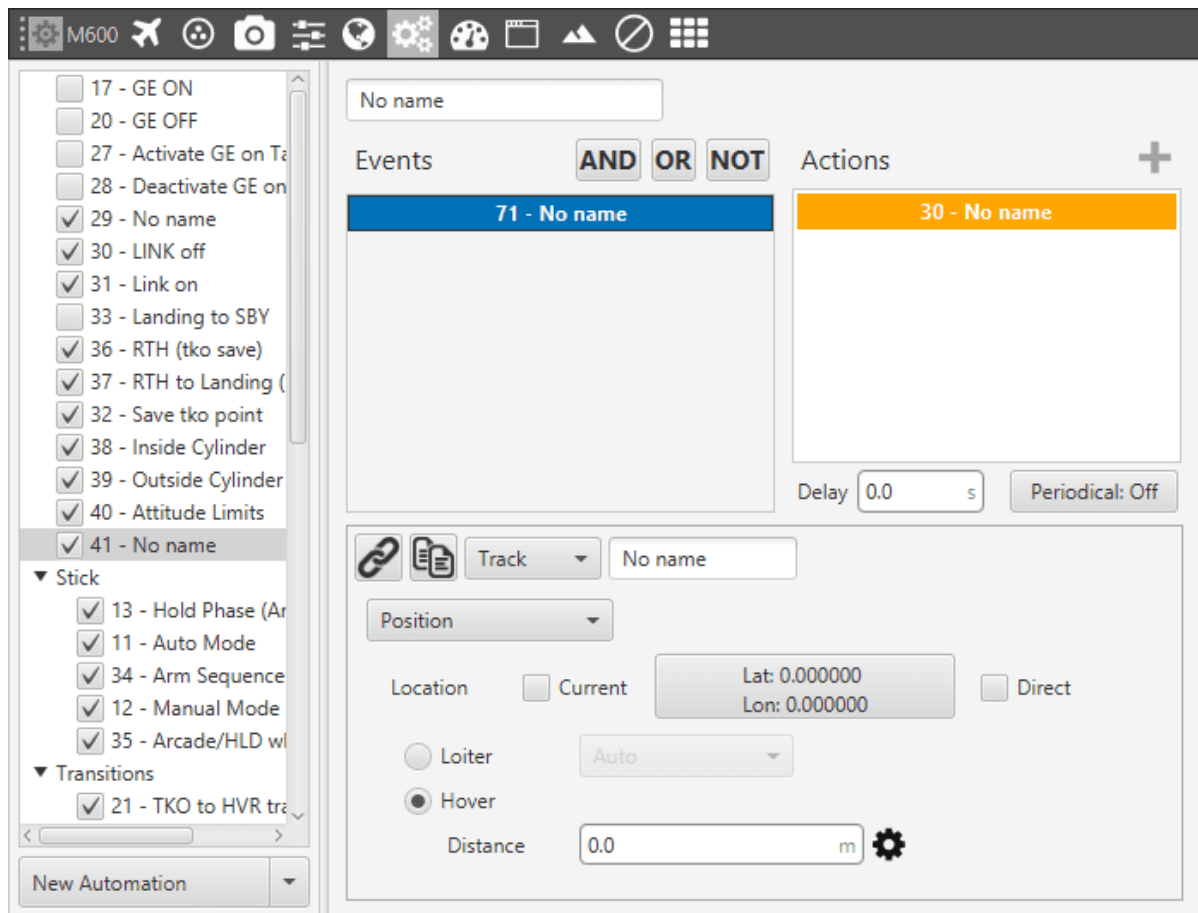 M600
17 - GE ON
20 - GE OFF
27 - Activate GE on Ta
28 - Deactivate GE on
29 - No name
30 - LINK off
31 - Link on
33 - Landing to SBY
36 - RTH (tko save)
37 - RTH to Landing (
32 - Save tko point
38 - Inside Cylinder
39 - Outside Cylinder
40 - Attitude Limits
41 - No name
Stick
13 - Hold Phase (Ar
11 - Auto Mode
34 - Arm Sequence
12 - Manual Mode
35 - Arcade/HLD wl
Transitions
21 - TKO to HVR tra
New Automation
No name
Events AND OR NOT
71 - No name
Actions
30 - No name
Delay 0.0 s Periodical: Off
Track No name
Position
Location Current Lat: 0.000000
Lon: 0.000000 Direct
Loiter Auto
Hover
Distance 0.0 m